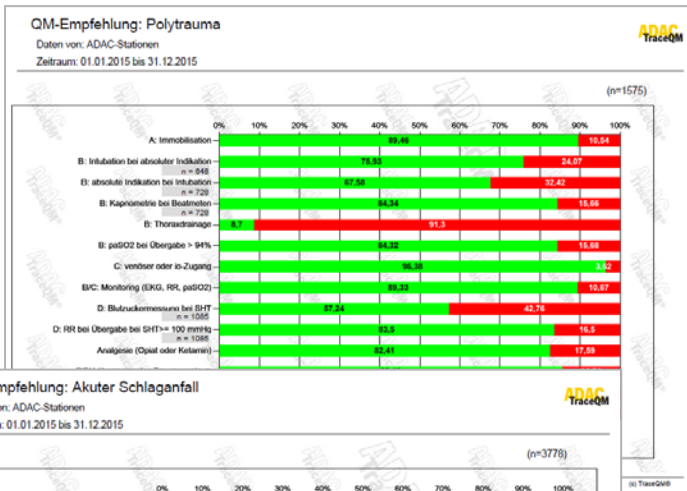 QM-Empfehlung: Polytrauma
Daten von: ADAC-Stationen
Zeitraum: 01.01.2015 bis 31.12.2015
ADAC
TraceQM
(n=1575)
0% 10% 20% 30% 40% 50% 60% 70% 80% 90% 100%
A: Immobilisation 89,46 10,54
B: Intubation bei absoluter Indikation 75,93 24,07
n = 648
B: absolute Indikation bei Intubation 67,58 32,42
n = 728
B: Kapnometrie bei Beatmeten 84,34 15,66
n = 728
B: Thoraxdrainage 8,7 91,3
B: paSO2 bei Übergabe > 94% 84,32 15,68
C: venöser oder io-Zugang 96,38 3,62
B/C: Monitoring (EKG, RR, paSO2) 89,33 10,67
D: Blutzuckermessung bei SHT 57,24 42,76
n = 1085
D: RR bei Übergabe bei SHT>= 100 mmHg 83,5 16,5
n = 1085
Analgesie (Opiat oder Ketamin) 82,41 17,59
mpfehlung: Akuter Schlaganfall
on: ADAC-Stationen
m: 01.01.2015 bis 31.12.2015
ADAC
TraceQM
(n=3778)
(c) TraceQM®
0% 10% 20% 30% 40% 50% 60% 70% 80% 90% 100%